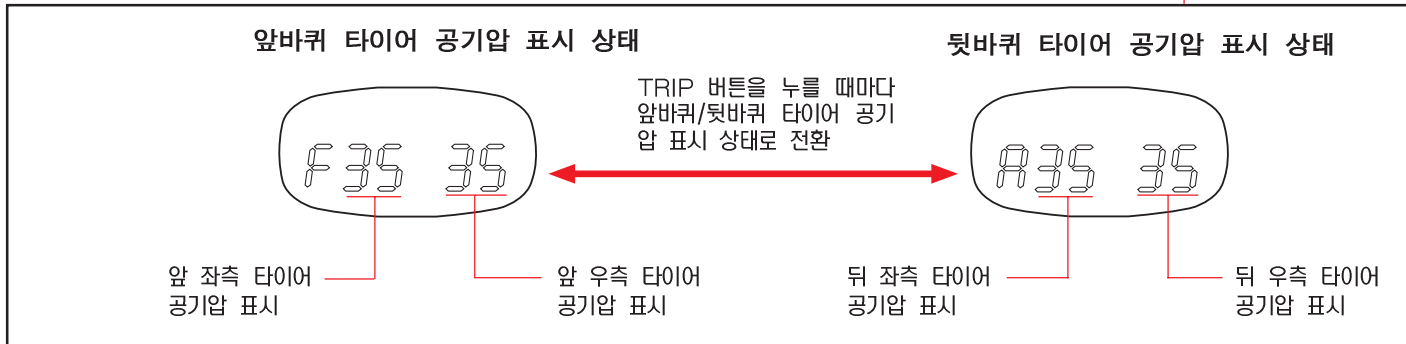 앞바퀴 타이어 공기압 표시 상태
뒷바퀴 타이어 공기압 표시 상태
TRIP 버튼을 누를 때마다
앞바퀴/뒷바퀴 타이어 공기
압 표시 상태로 전환
F35 35
A35 35
앞 좌측 타이어
공기압 표시
앞 우측 타이어
공기압 표시
뒤 좌측 타이어
공기압 표시
뒤 우측 타이어
공기압 표시